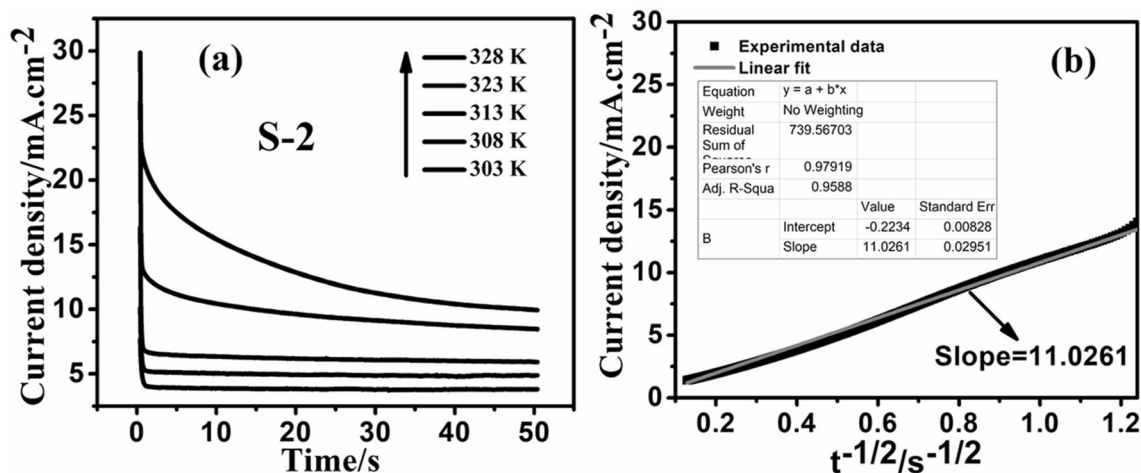 (a)
S-2
328 K
323 K
313 K
308 K
303 K
Current density/mA.cm-2
30
25
20
15
10
5
0 10 20 30 40 50
Time/s
(b)
Experimental data
Linear fit
Equation y = a + b*x
Weight No Weighting
Residual 739.56703
Sum of
Pearson's r 0.97919
Adj. R-Squa 0.9588
Value Standard Err
B Intercept -0.2234 0.00828
Slope 11.0261 0.02951
Slope=11.0261
Current density/mA.cm-2
30
25
20
15
10
5
0
0.2 0.4 0.6 0.8 1.0 1.2
t-1/2/s-1/2